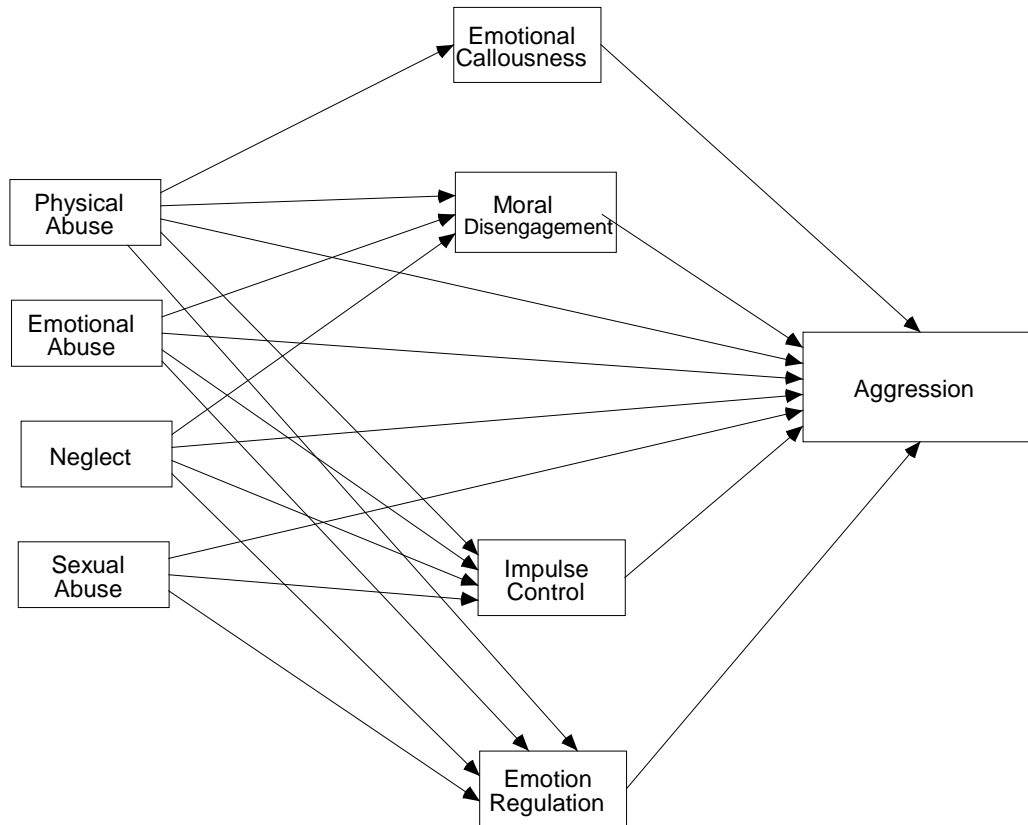 Emotional
Callousness
Physical
Abuse
Moral
Disengagement
Emotional
Abuse
Aggression
Neglect
Sexual
Abuse
Impulse
Control
Emotion
Regulation